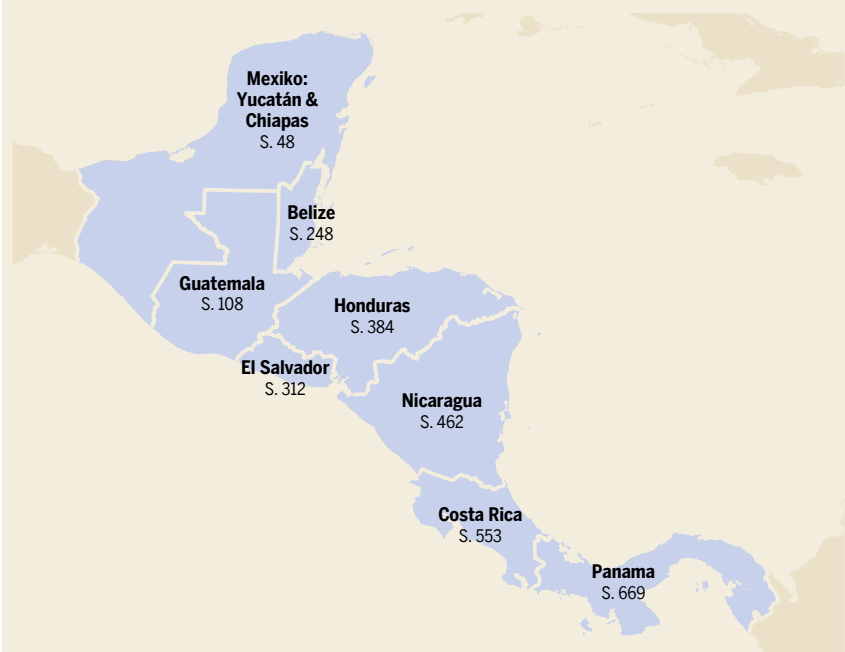 Mexiko:
Yucatán &
Chiapas
S. 48
Belize
S. 248
Guatemala
S. 108
Honduras
S. 384
El Salvador
S. 312
Nicaragua
S. 462
Costa Rica
S. 553
Panama
S. 669